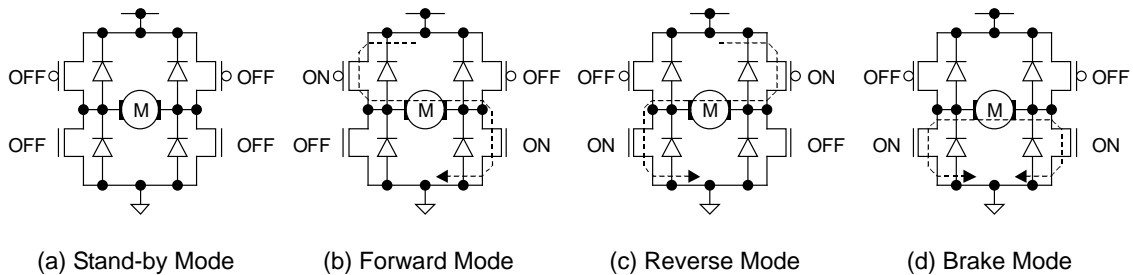 OFF OFF ON OFF OFF ON OFF OFF
M M M M
OFF OFF OFF ON ON OFF ON ON
(a) Stand-by Mode (b) Forward Mode (c) Reverse Mode (d) Brake Mode